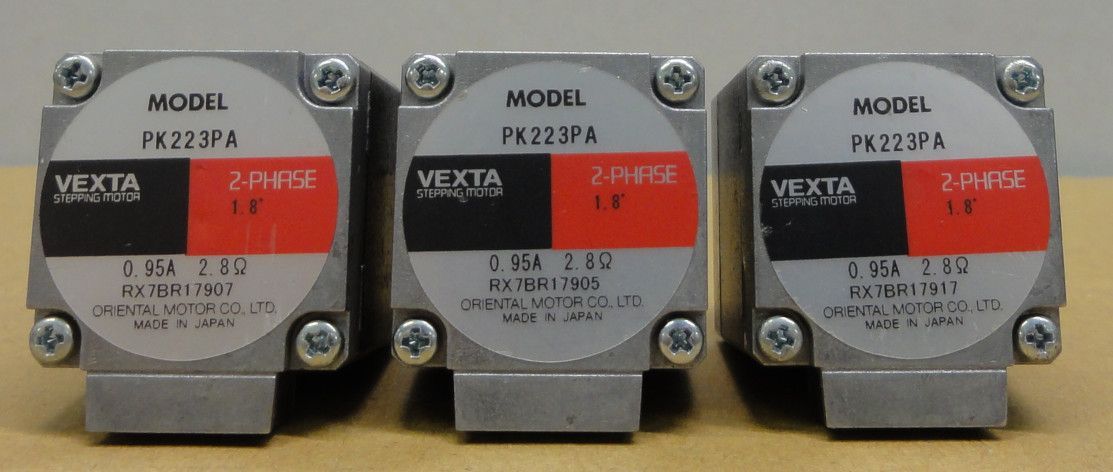 MODEL
PK223PA
VEXTA
STEPPING MOTOR
2-PHASE
1.8°
0.95A 2.8Ω
RX7BR17907
ORIENTAL MOTOR CO., LTD.
MADE IN JAPAN
MODEL
PK223PA
VEXTA
STEPPING MOTOR
2-PHASE
1.8°
0.95A 2.8Ω
RX7BR17905
ORIENTAL MOTOR CO., LTD.
MADE IN JAPAN
MODEL
PK223PA
VEXTA
STEPPING MOTOR
2-PHASE
1.8°
0.95A 2.8Ω
RX7BR17917
ORIENTAL MOTOR CO., LTD.
MADE IN JAPAN